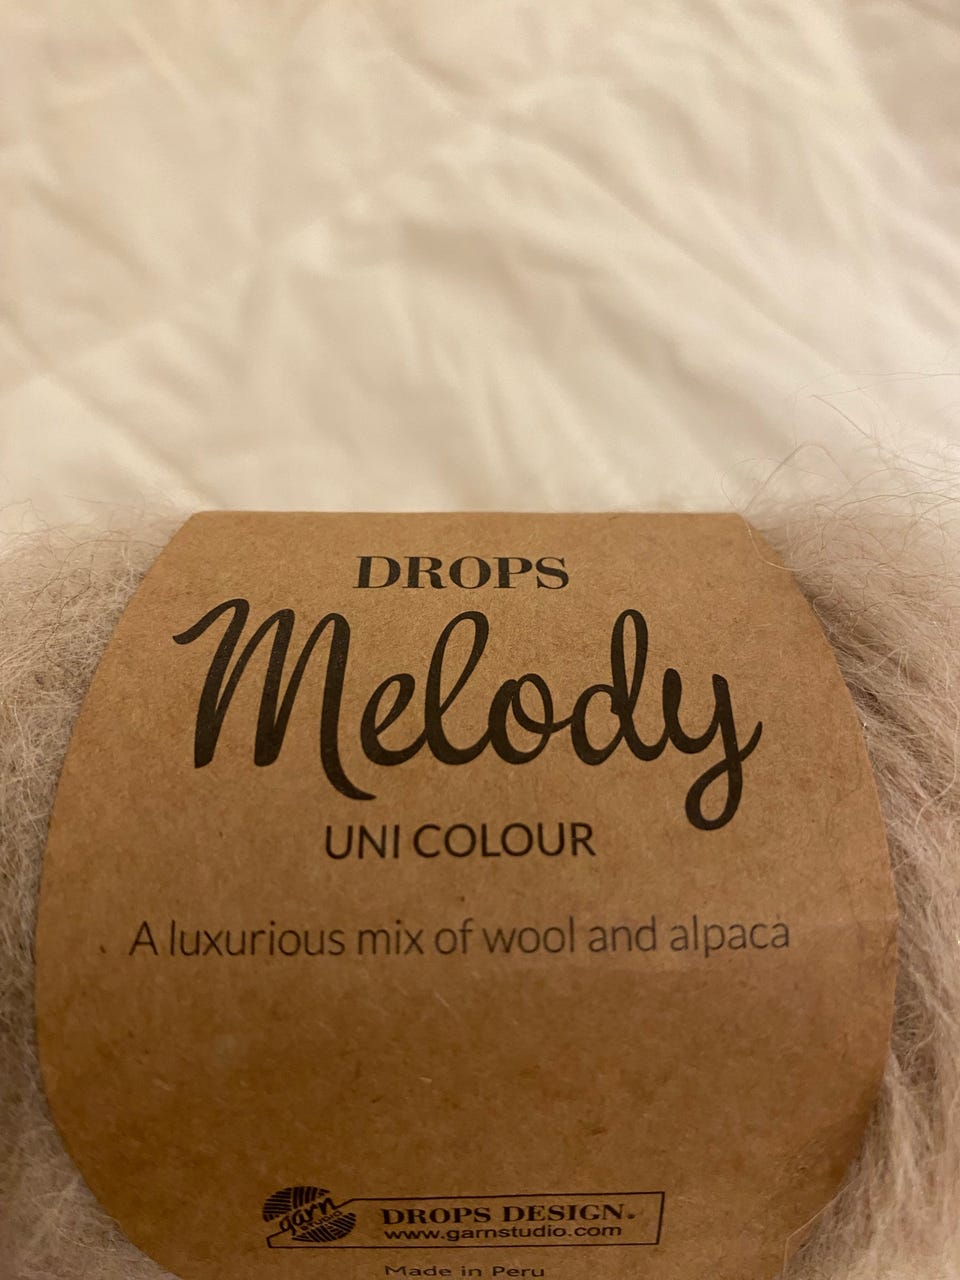 DROPS
Melody
UNI COLOUR
A luxurious mix of wool and alpaca
garn
STUDIO
DROPS DESIGN®
www.garnstudio.com
Made in Peru